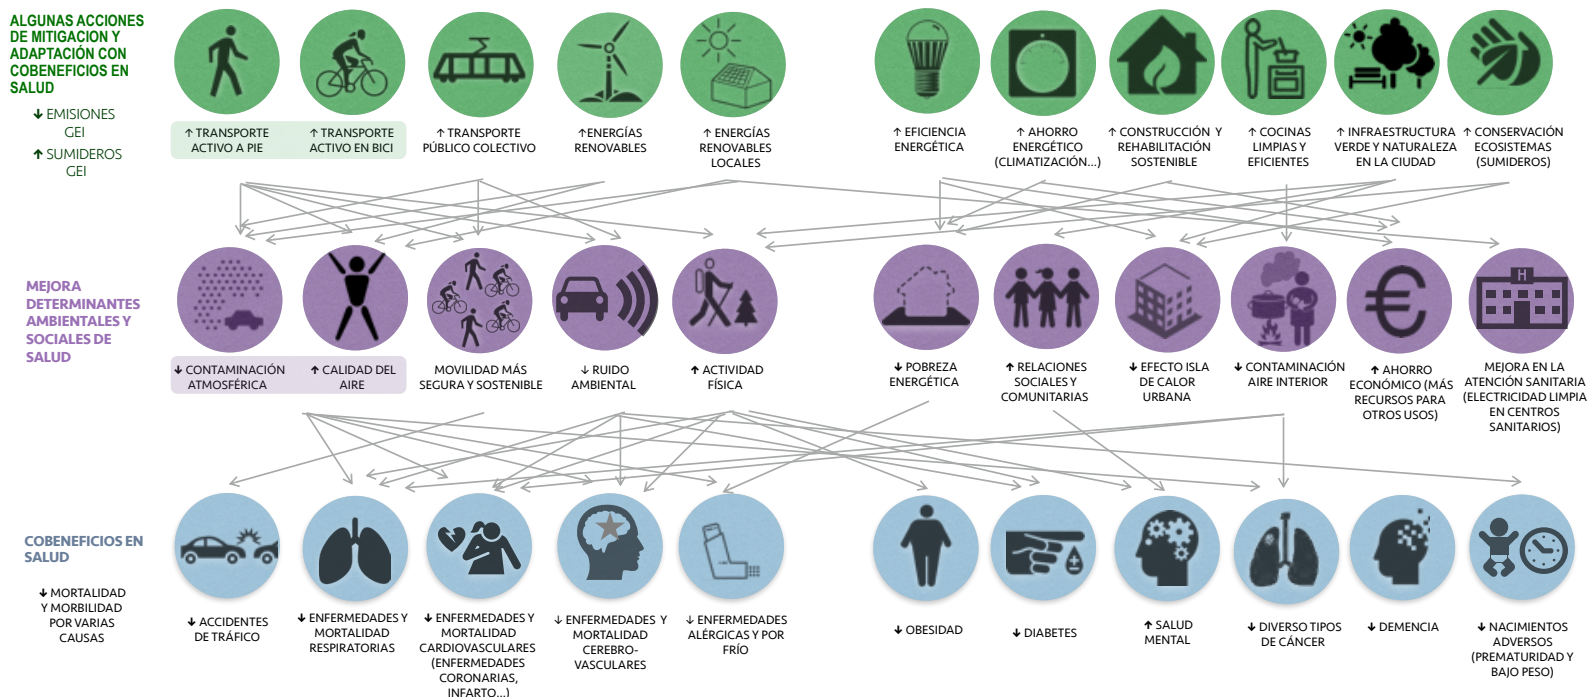 ALGUNAS ACCIONES
DE MITIGACION Y
ADAPTACIÓN CON
COBENEFICIOS EN
SALUD
↓ EMISIONES
GEI
↑ SUMIDEROS
GEI
↑ TRANSPORTE
ACTIVO A PIE
↑ TRANSPORTE
ACTIVO EN BICI
↑ TRANSPORTE
PÚBLICO COLECTIVO
↑ENERGÍAS
RENOVABLES
↑ ENERGÍAS
RENOVABLES
LOCALES
↑ EFICIENCIA
ENERGÉTICA
↑ AHORRO
ENERGÉTICO
(CLIMATIZACIÓN...)
↑ CONSTRUCCIÓN Y
REHABILITACIÓN
SOSTENIBLE
↑ COCINAS
LIMPIAS Y
EFICIENTES
↑ INFRAESTRUCTURA
VERDE Y NATURALEZA
EN LA CIUDAD
↑ CONSERVACIÓN
ECOSISTEMAS
(SUMIDEROS)
MEJORA
DETERMINANTES
AMBIENTALES Y
SOCIALES DE
SALUD
H
↓ CONTAMINACIÓN
ATMOSFÉRICA
↑ CALIDAD DEL
AIRE
MOVILIDAD MÁS
SEGURA Y SOSTENIBLE
↓ RUIDO
AMBIENTAL
↑ ACTIVIDAD
FÍSICA
↓ POBREZA
ENERGÉTICA
↑ RELACIONES
SOCIALES Y
COMUNITARIAS
↓ EFECTO ISLA
DE CALOR
URBANA
↓ CONTAMINACIÓN
AIRE INTERIOR
€
↑ AHORRO
ECONÓMICO (MÁS
RECURSOS PARA
OTROS USOS)
MEJORA EN LA
ATENCIÓN SANITARIA
(ELECTRICIDAD LIMPIA
EN CENTROS
SANITARIOS)
COBENEFICIOS EN
SALUD
↓ MORTALIDAD
Y MORBILIDAD
POR VARIAS
CAUSAS
↓ ACCIDENTES
DE TRÁFICO
↓ ENFERMEDADES Y
MORTALIDAD
RESPIRATORIAS
↓ ENFERMEDADES Y
MORTALIDAD
CARDIOVASCULARES
(ENFERMEDADES
CORONARIAS,
INFARTO...)
↓ ENFERMEDADES Y
MORTALIDAD
CEREBRO-
VASCULARES
↓ ENFERMEDADES
ALÉRGICAS Y POR
FRÍO
↓ OBESIDAD
↓ DIABETES
↑ SALUD
MENTAL
↓ DIVERSO TIPOS
DE CÁNCER
↓ DEMENCIA
↓ NACIMIENTOS
ADVERSOS
(PREMATURIDAD Y
BAJO PESO)